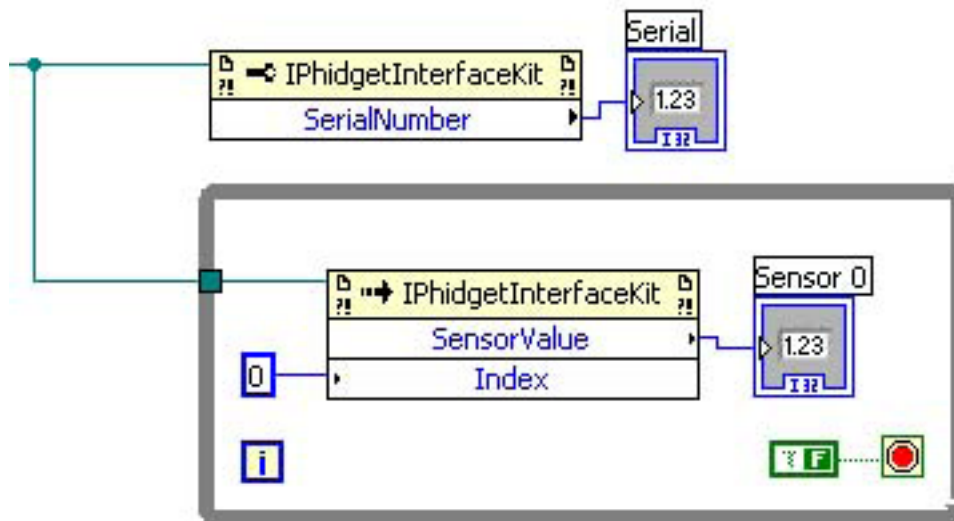 Serial
?!
IPhidgetInterfaceKit
?!
1.23
SerialNumber
I32
Sensor 0
?!
IPhidgetInterfaceKit
?!
SensorValue
1.23
0
Index
I32
i
F